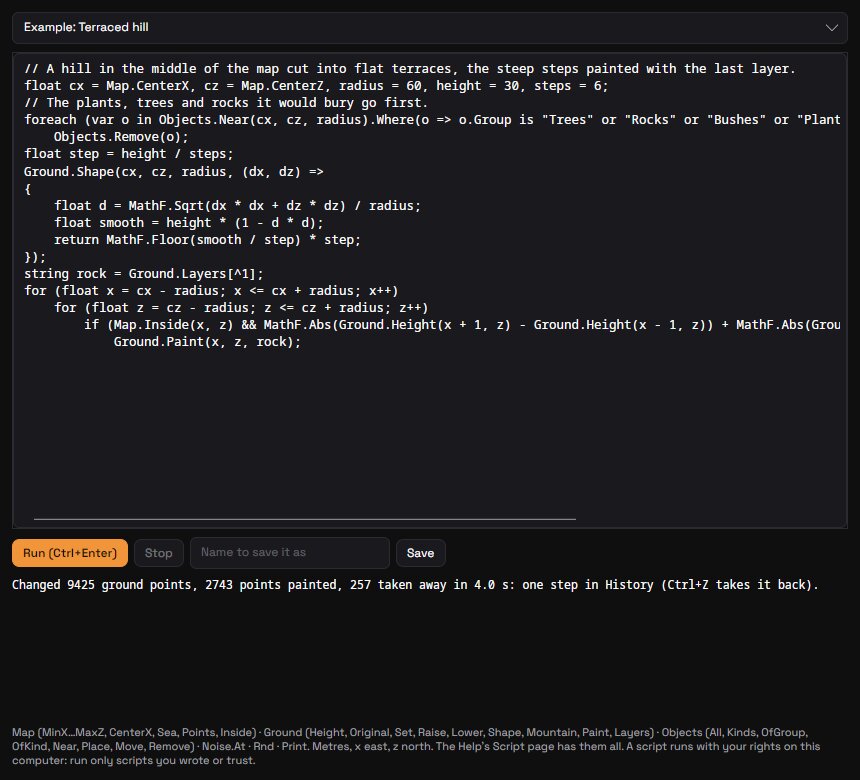 Example: Terraced hill
// A hill in the middle of the map cut into flat terraces, the steep steps painted with the last layer.
float cx = Map.CenterX, cz = Map.CenterZ, radius = 60, height = 30, steps = 6;
// The plants, trees and rocks it would bury go first.
foreach (var o in Objects.Near(cx, cz, radius).Where(o => o.Group is "Trees" or "Rocks" or "Bushes" or "Plant
    Objects.Remove(o);
float step = height / steps;
Ground.Shape(cx, cz, radius, (dx, dz) =>
{
    float d = MathF.Sqrt(dx * dx + dz * dz) / radius;
    float smooth = height * (1 - d * d);
    return MathF.Floor(smooth / step) * step;
});
string rock = Ground.Layers[^1];
for (float x = cx - radius; x <= cx + radius; x++)
    for (float z = cz - radius; z <= cz + radius; z++)
        if (Map.Inside(x, z) && MathF.Abs(Ground.Height(x + 1, z) - Ground.Height(x - 1, z)) + MathF.Abs(Grou
            Ground.Paint(x, z, rock);
Run (Ctrl+Enter) Stop Name to save it as Save
Changed 9425 ground points, 2743 points painted, 257 taken away in 4.0 s: one step in History (Ctrl+Z takes it back).
Map (MinX...MaxZ, CenterX, Sea, Points, Inside) · Ground (Height, Original, Set, Raise, Lower, Shape, Mountain, Paint, Layers) · Objects (All, Kinds, OfGroup,
OfKind, Near, Place, Move, Remove) · Noise.At · Rnd · Print. Metres, x east, z north. The Help's Script page has them all. A script runs with your rights on this
computer: run only scripts you wrote or trust.